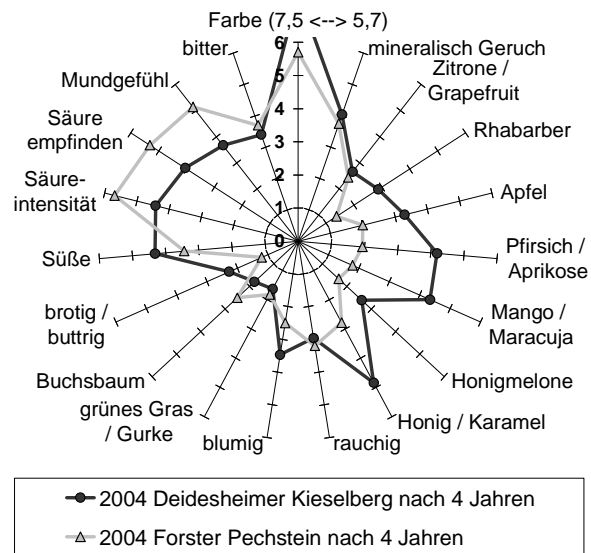 Farbe (7,5 <--> 5,7)
6
5
4
3
2
1
0
mineralisch Geruch
Zitrone /
Grapefruit
Rhabarber
Apfel
Pfirsich /
Aprikose
Mango /
Maracuja
Honigmelone
Honig / Karamel
rauchig
blumig
grünes Gras
/ Gurke
Buchsbaum
brotig /
buttrig
Süße
Säure-
intensität
Säure
empfinden
Mundgefühl
bitter
2004 Deidesheimer Kieselberg nach 4 Jahren
2004 Forster Pechstein nach 4 Jahren